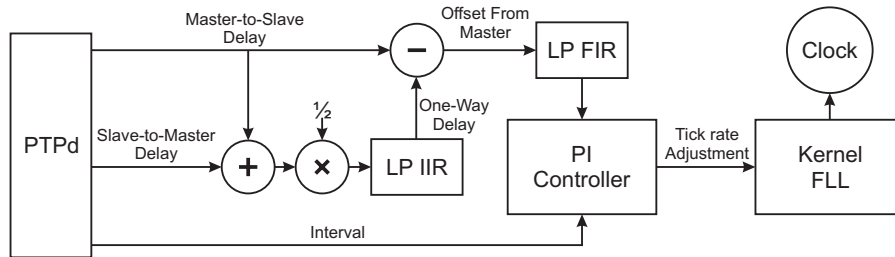 Master-to-Slave
Delay
Offset From
Master
−
LP FIR
Clock
½
One-Way
Delay
PTPd
Slave-to-Master
Delay
+
×
LP IIR
PI
Controller
Tick rate
Adjustment
Kernel
FLL
Interval